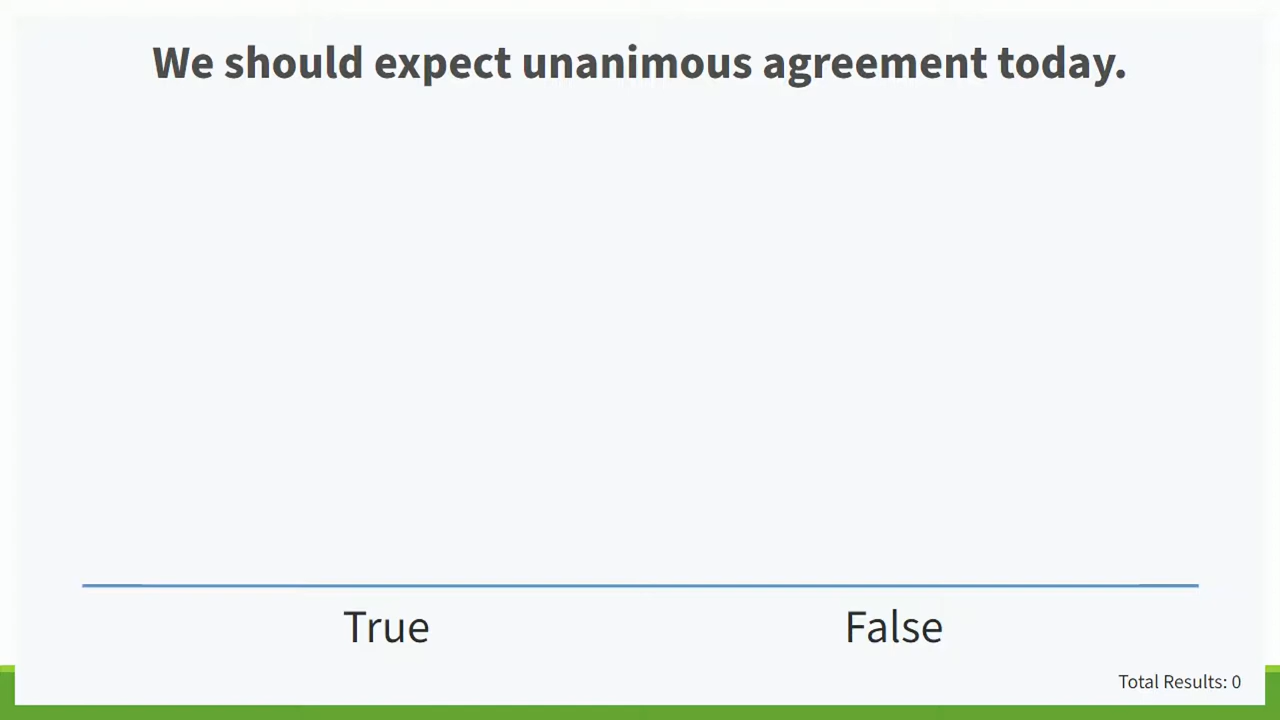 We should expect unanimous agreement today.
True
False
Total Results: 0